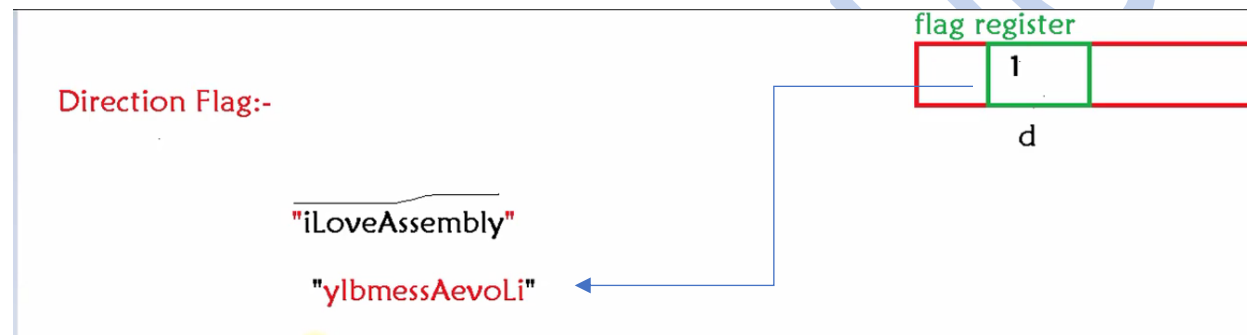 flag register
1
Direction Flag:-
d
"iLoveAssembly"
"ylbmessAevoLi"